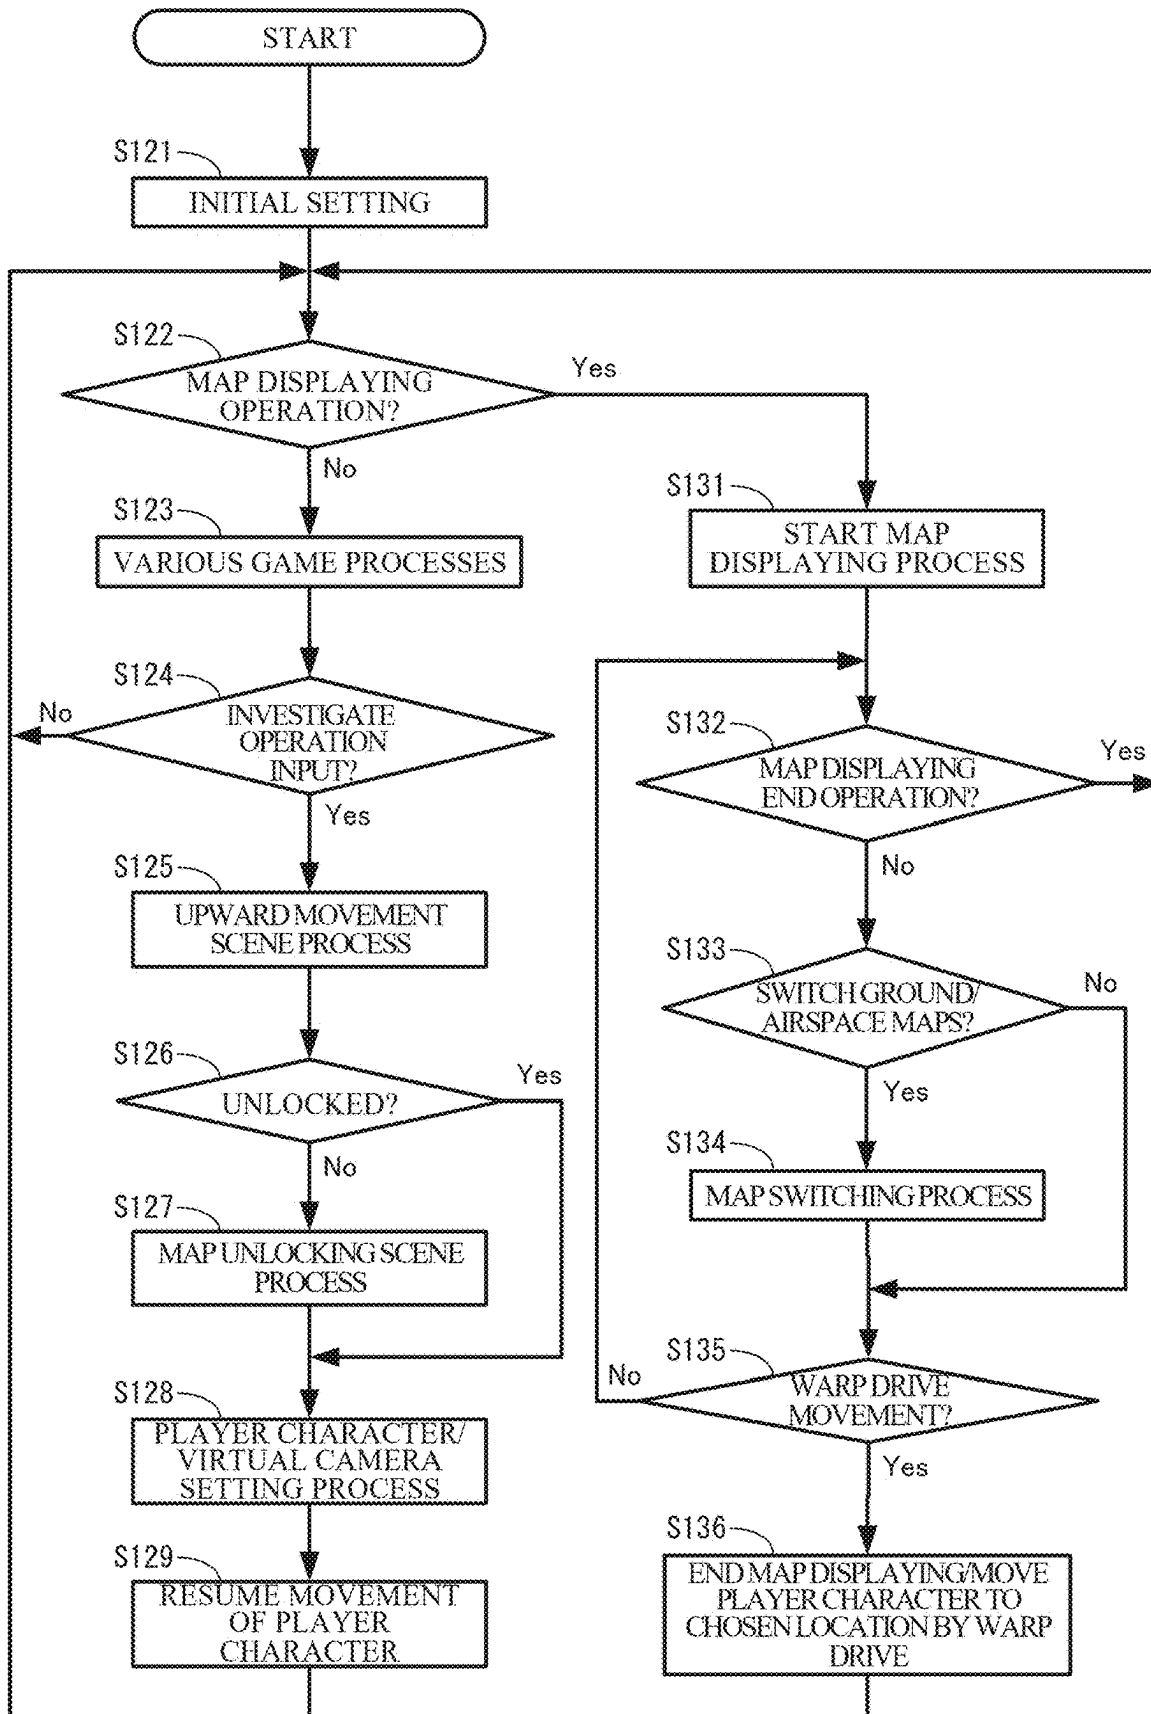 START
S121
INITIAL SETTING
S122
MAP DISPLAYING
OPERATION?
Yes
No
S123
VARIOUS GAME PROCESSES
S124
INVESTIGATE
OPERATION
INPUT?
No
Yes
S125
UPWARD MOVEMENT
SCENE PROCESS
S126
UNLOCKED?
Yes
No
S127
MAP UNLOCKING SCENE
PROCESS
S128
PLAYER CHARACTER/
VIRTUAL CAMERA
SETTING PROCESS
S129
RESUME MOVEMENT
OF PLAYER
CHARACTER
S131
START MAP
DISPLAYING PROCESS
S132
MAP DISPLAYING
END OPERATION?
Yes
No
S133
SWITCH GROUND/
AIRSPACE MAPS?
No
Yes
S134
MAP SWITCHING PROCESS
S135
WARP DRIVE
MOVEMENT?
No
Yes
S136
END MAP DISPLAYING/MOVE
PLAYER CHARACTER TO
CHOSEN LOCATION BY WARP
DRIVE